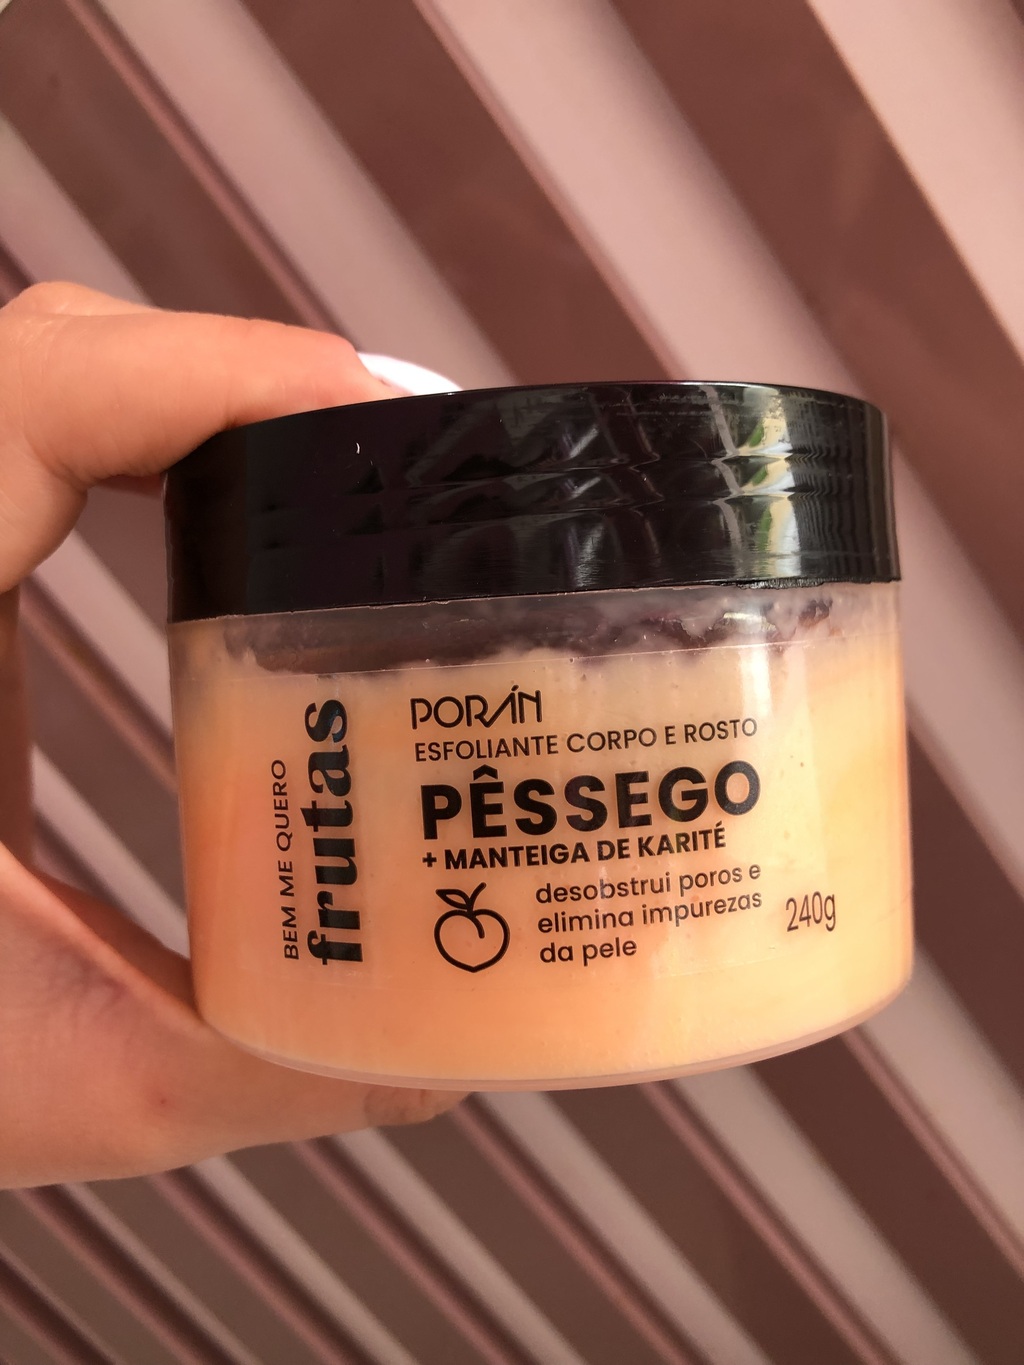 BEM ME QUERO
frutas
PORÁN
ESFOLIANTE CORPO E ROSTO
PÊSSEGO
+ MANTEIGA DE KARITÉ
desobstrui poros e
elimina impurezas
da pele
240g